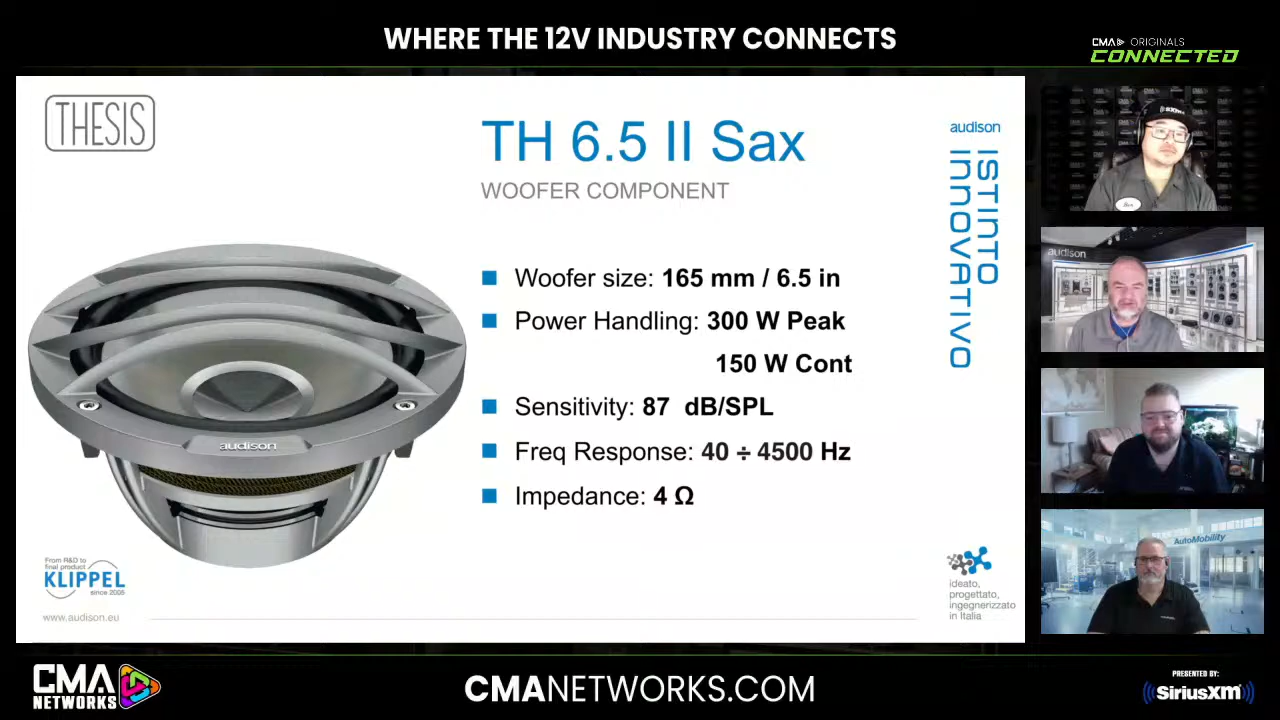 WHERE THE 12V INDUSTRY CONNECTS
CMA ORIGINALS
CONNECTED
THESIS
TH 6.5 II Sax
WOOFER COMPONENT
audison
ISTINTO
INNOVATIVO
Woofer size: 165 mm / 6.5 in
Power Handling: 300 W Peak
150 W Cont
Sensitivity: 87 dB/SPL
Freq Response: 40 ÷ 4500 Hz
Impedance: 4 Ω
audison
From R&D to
final product
KLIPPEL
since 2005
www.audison.eu
ideato,
progettato,
ingegnerizzato
in Italia
audison
AutoMobility
CMA
NETWORKS
CMANETWORKS.COM
PRESENTED BY:
SiriusXM